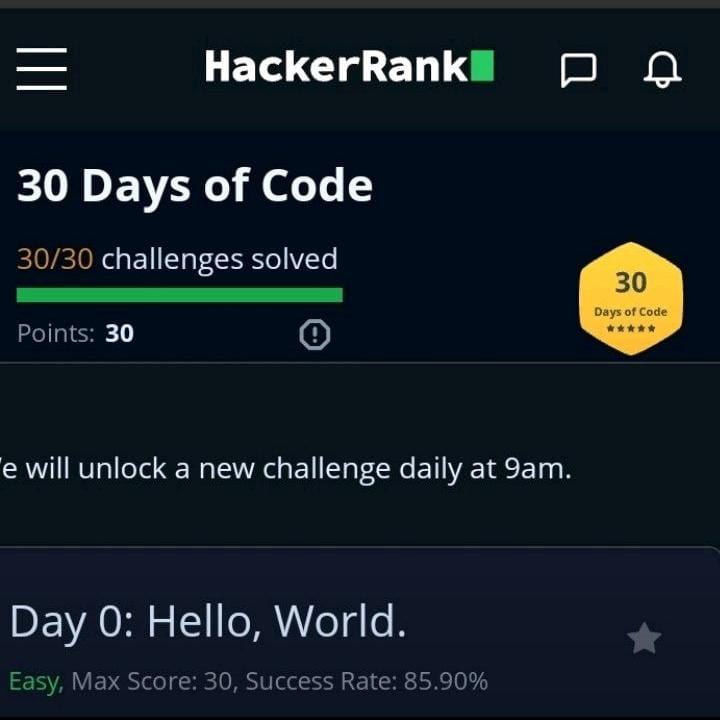 HackerRank
30 Days of Code
30/30 challenges solved
Points: 30
30
Days of Code
e will unlock a new challenge daily at 9am.
Day 0: Hello, World.
Easy, Max Score: 30, Success Rate: 85.90%